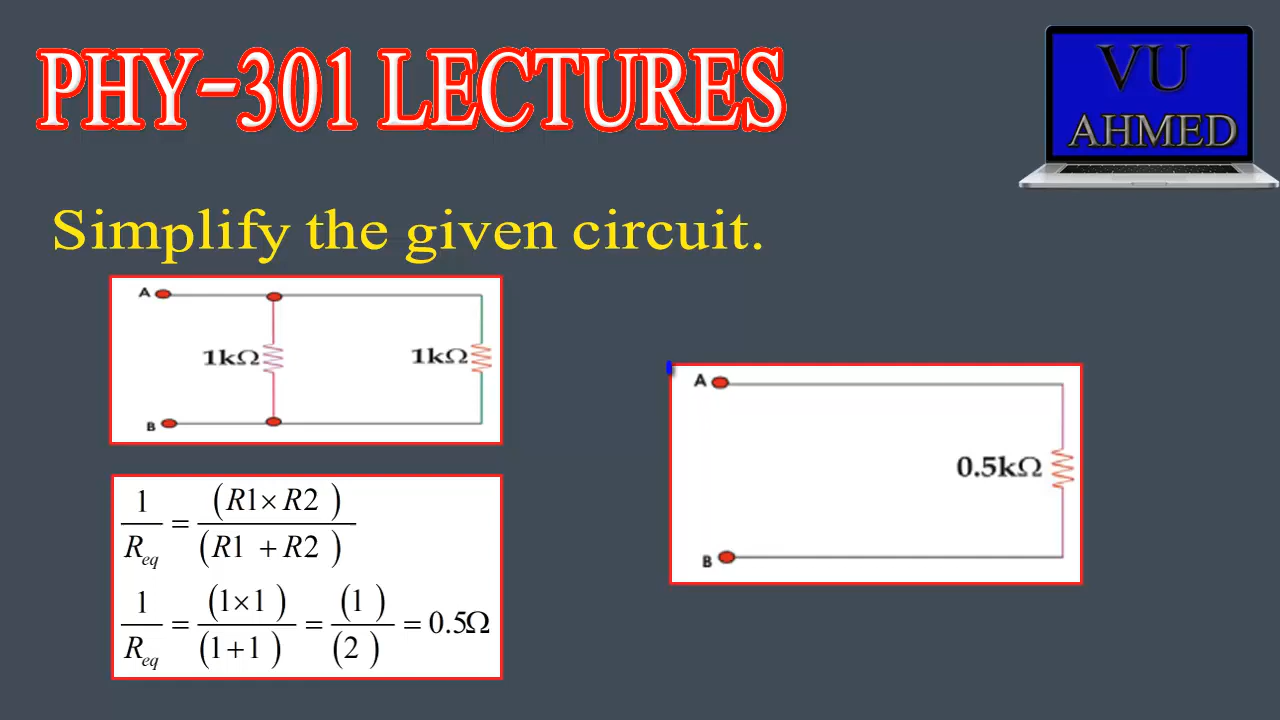 PHY-301 LECTURES
VU
AHMED
Simplify the given circuit.
A
1kΩ
1kΩ
B
1/R_eq = (R1 × R2)/(R1 + R2)
1/R_eq = (1×1)/(1+1) = (1)/(2) = 0.5Ω
A
0.5kΩ
B